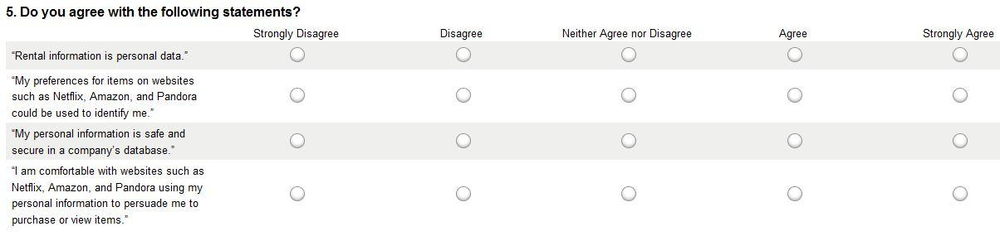 5. Do you agree with the following statements?
Strongly Disagree Disagree Neither Agree nor Disagree Agree Strongly Agree
“Rental information is personal data.”
“My preferences for items on websites
such as Netflix, Amazon, and Pandora
could be used to identify me.”
“My personal information is safe and
secure in a company’s database.”
“I am comfortable with websites such as
Netflix, Amazon, and Pandora using my
personal information to persuade me to
purchase or view items.”